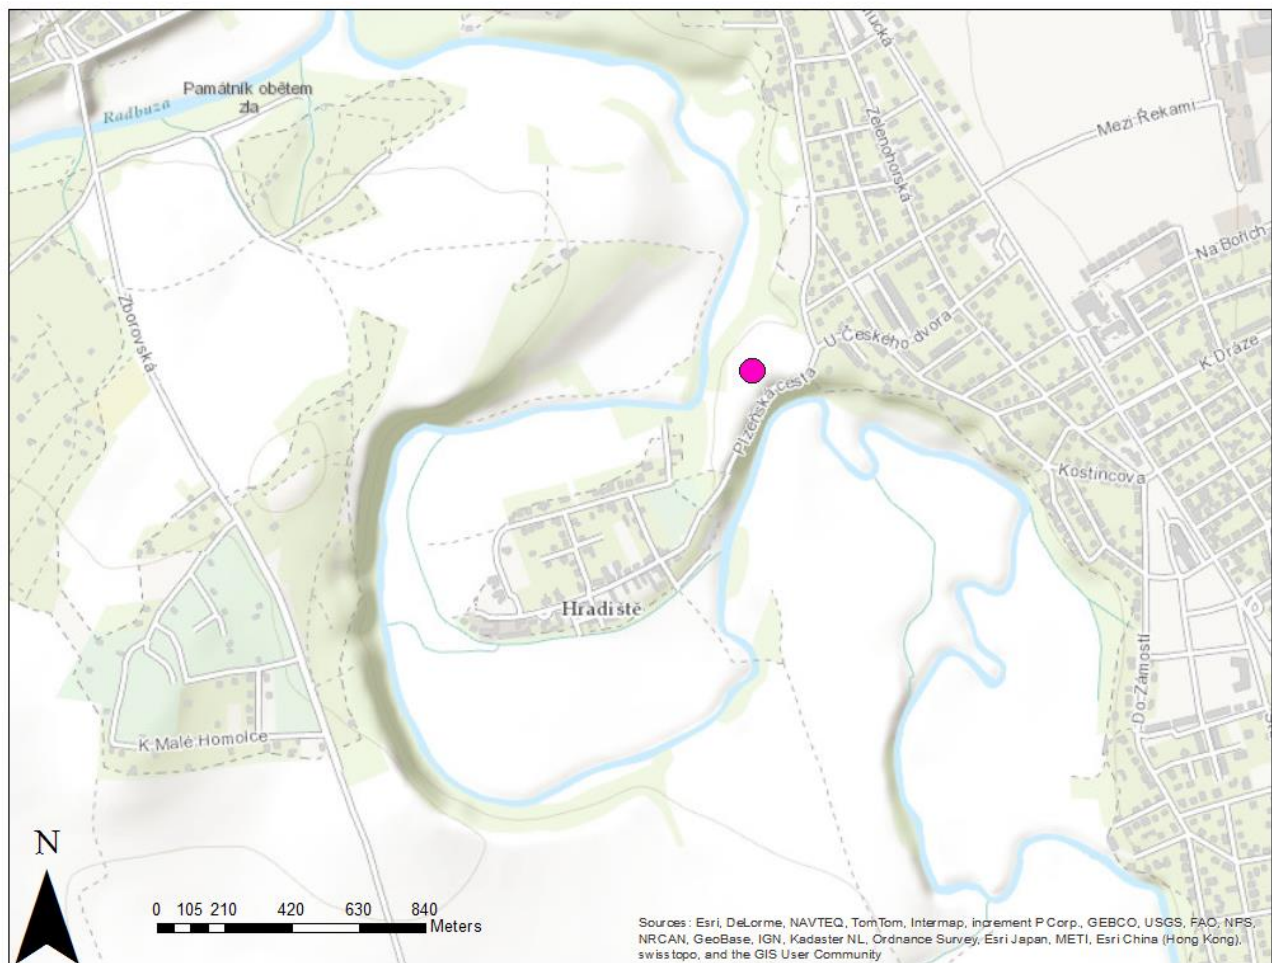 Radbuza
Památník obětem
zla
Zelenohorská
Mezi Řekami
Na Bořích
Zborovská
U Českého dvora
K Dráze
Plzeňská cesta
Kostincova
Hradiště
Do Zámostí
K Malé Homolce
N
0 105 210 420 630 840
Meters
Sources: Esri, DeLorme, NAVTEQ, TomTom, Intermap, increment P Corp., GEBCO, USGS, FAO, NPS,
NRCAN, GeoBase, IGN, Kadaster NL, Ordnance Survey, Esri Japan, METI, Esri China (Hong Kong),
swisstopo, and the GIS User Community